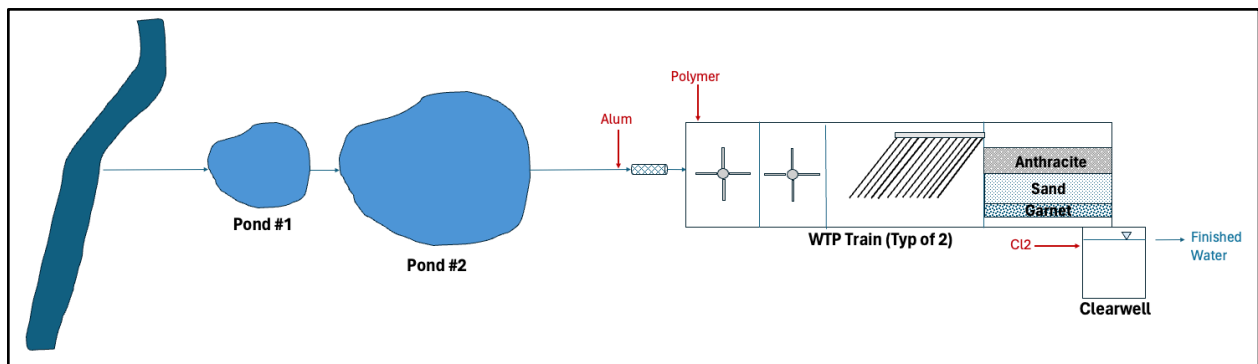 Polymer
Alum
Anthracite
Sand
Garnet
Pond #1
WTP Train (Typ of 2)
Cl2
Finished
Water
Pond #2
Clearwell